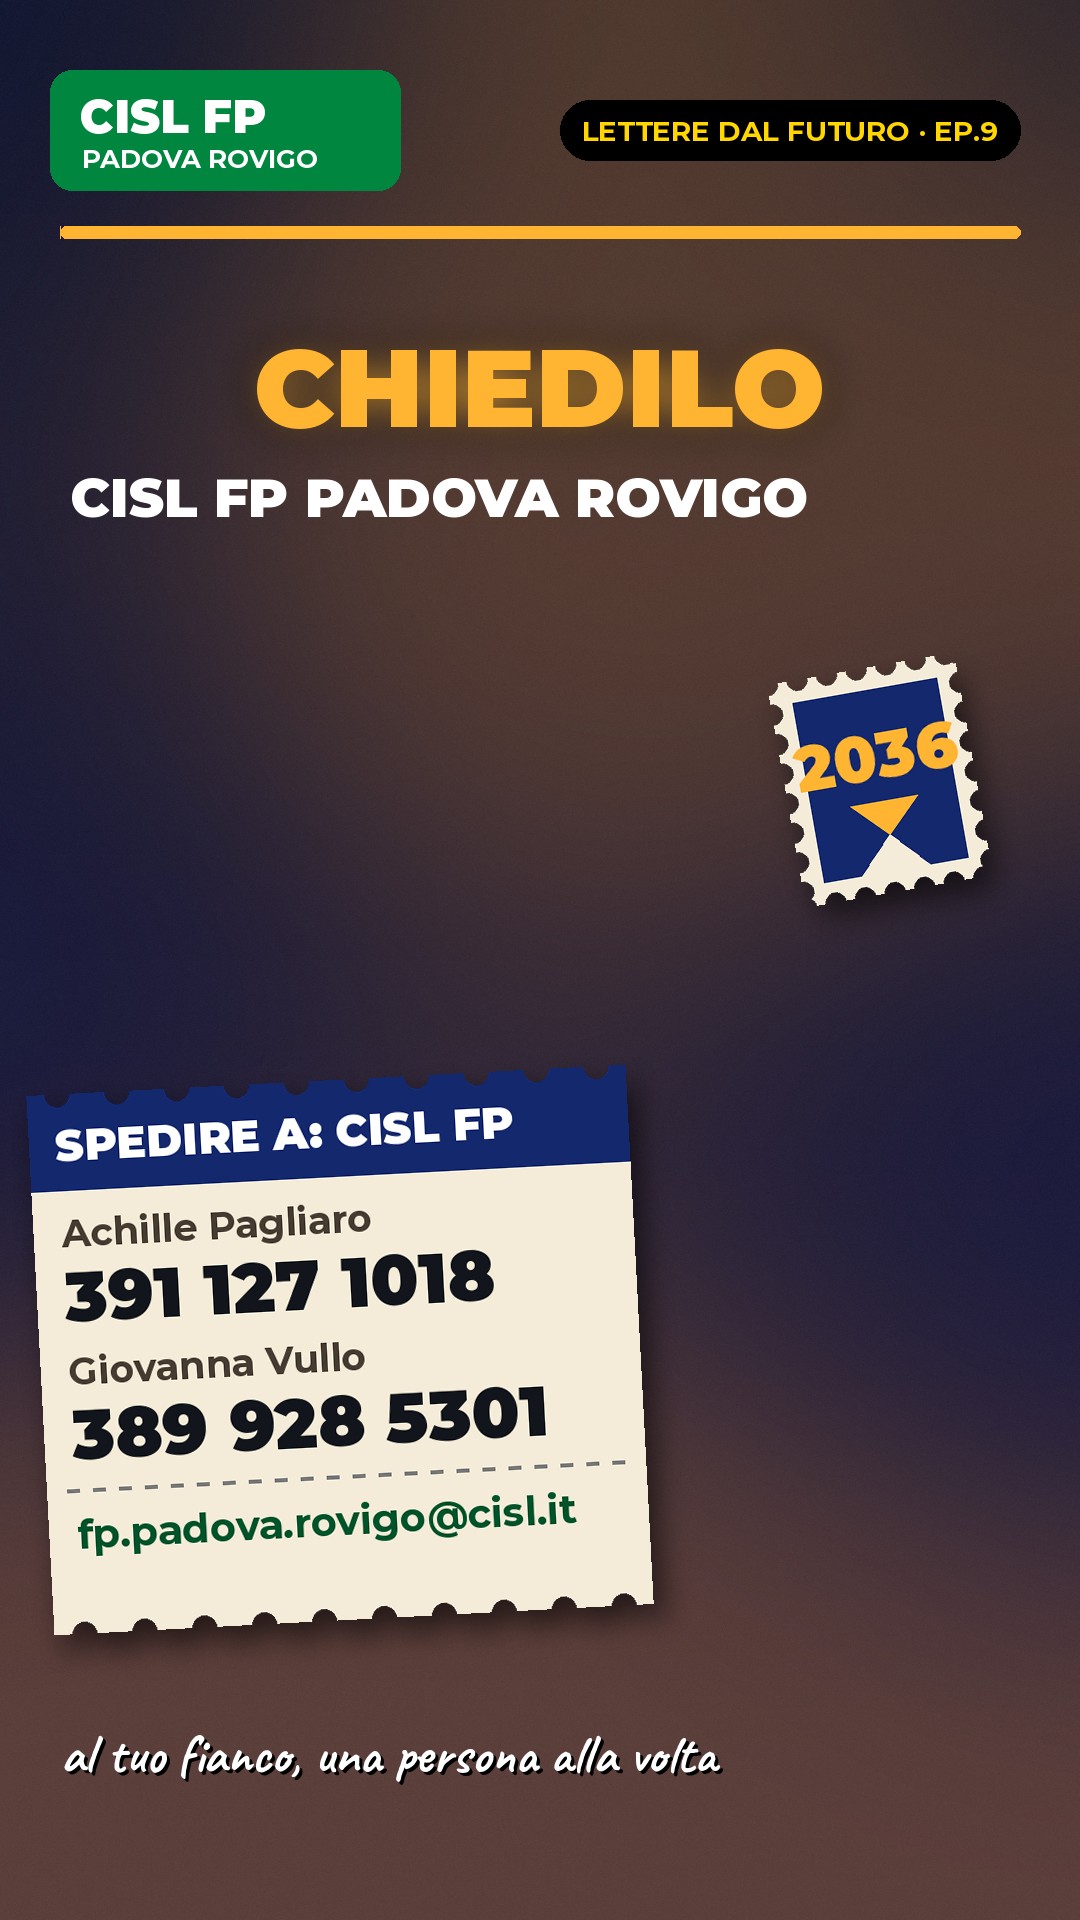 CISL FP
PADOVA ROVIGO
LETTERE DAL FUTURO · EP.9
CHIEDILO
CISL FP PADOVA ROVIGO
2036
SPEDIRE A: CISL FP
Achille Pagliaro
391 127 1018
Giovanna Vullo
389 928 5301
fp.padova.rovigo@cisl.it
al tuo fianco, una persona alla volta